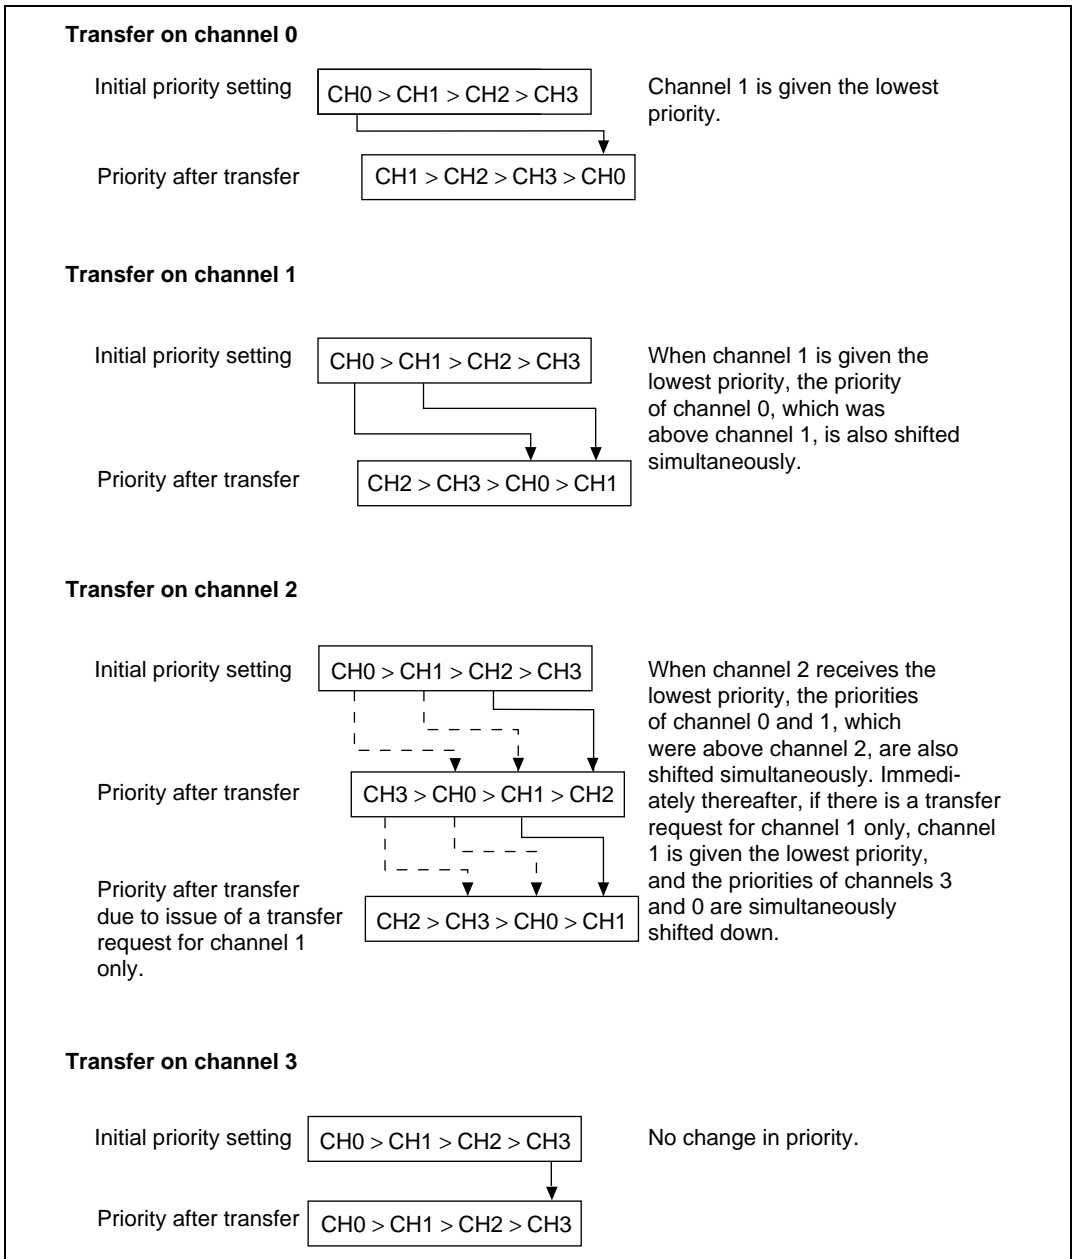 Transfer on channel 0
Initial priority setting
CH0 > CH1 > CH2 > CH3
Channel 1 is given the lowest
priority.
Priority after transfer
CH1 > CH2 > CH3 > CH0
Transfer on channel 1
Initial priority setting
CH0 > CH1 > CH2 > CH3
When channel 1 is given the
lowest priority, the priority
of channel 0, which was
above channel 1, is also shifted
simultaneously.
Priority after transfer
CH2 > CH3 > CH0 > CH1
Transfer on channel 2
Initial priority setting
CH0 > CH1 > CH2 > CH3
When channel 2 receives the
lowest priority, the priorities
of channel 0 and 1, which
were above channel 2, are also
shifted simultaneously. Immedi-
ately thereafter, if there is a transfer
request for channel 1 only, channel
1 is given the lowest priority,
and the priorities of channels 3
and 0 are simultaneously
shifted down.
Priority after transfer
CH3 > CH0 > CH1 > CH2
Priority after transfer
due to issue of a transfer
request for channel 1
only.
CH2 > CH3 > CH0 > CH1
Transfer on channel 3
Initial priority setting
CH0 > CH1 > CH2 > CH3
No change in priority.
Priority after transfer
CH0 > CH1 > CH2 > CH3